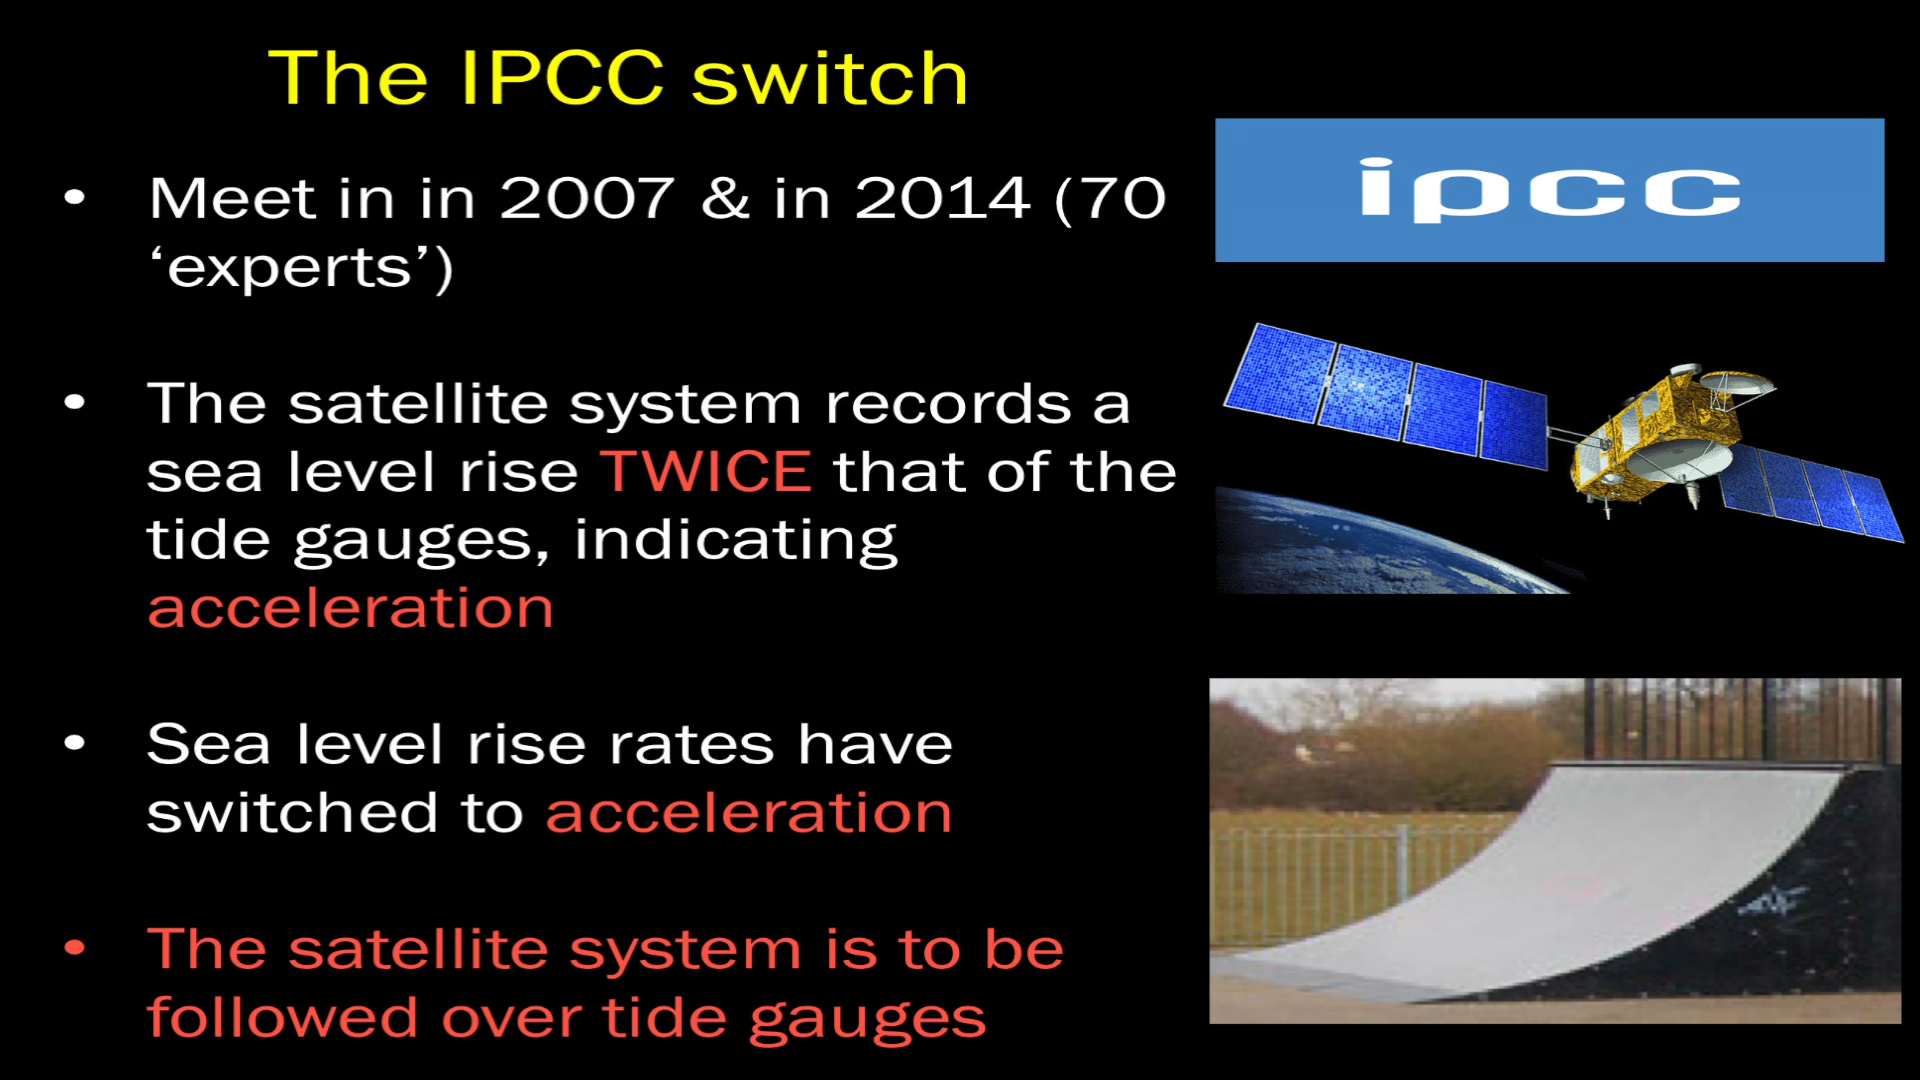 The IPCC switch
ipcc
• Meet in in 2007 & in 2014 (70
‘experts’)
• The satellite system records a
sea level rise TWICE that of the
tide gauges, indicating
acceleration
• Sea level rise rates have
switched to acceleration
• The satellite system is to be
followed over tide gauges